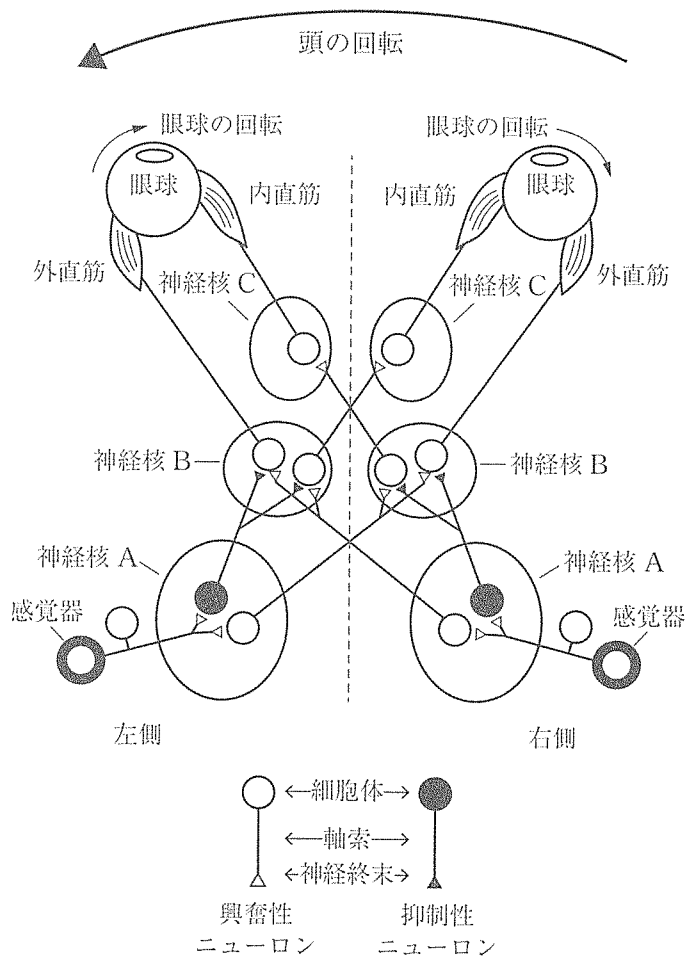 頭の回転
眼球の回転
眼球の回転
眼球
眼球
内直筋
内直筋
外直筋
外直筋
神経核 C
神経核 C
神経核 B
神経核 B
神経核 A
神経核 A
感覚器
感覚器
左側
右側
細胞体
軸索
神経終末
興奮性
ニューロン
抑制性
ニューロン